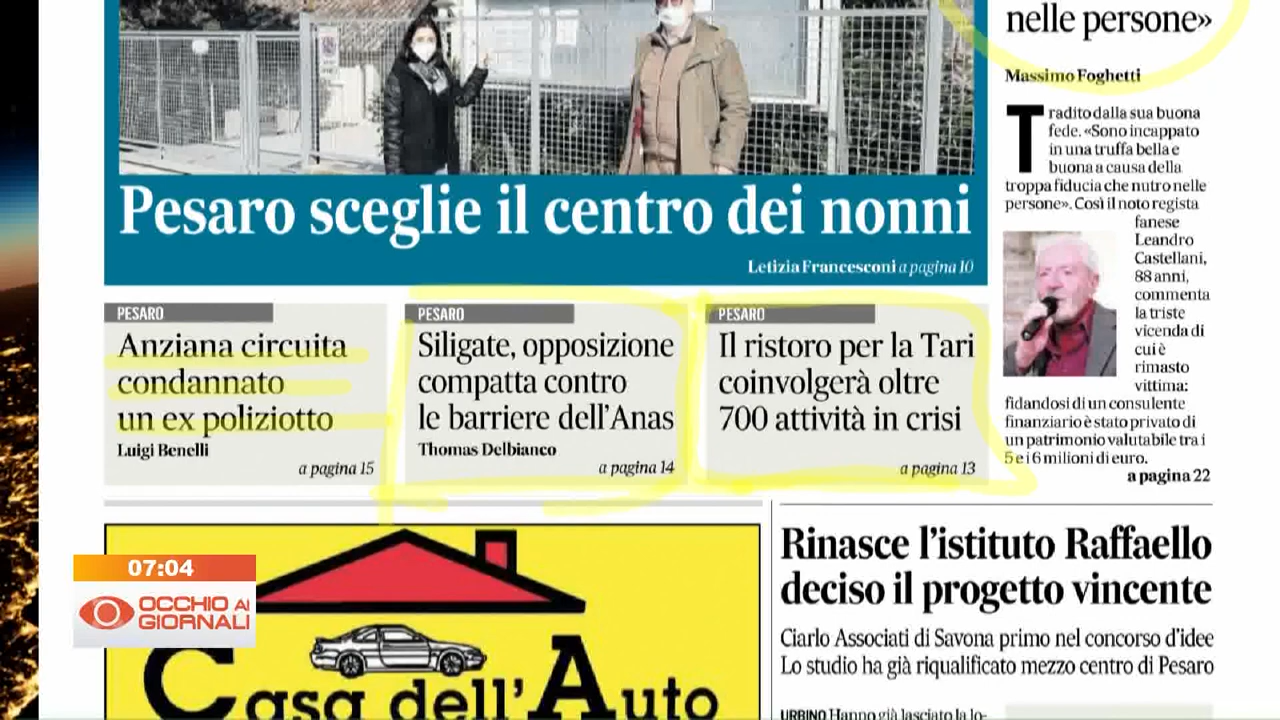 nelle persone»
Massimo Foghetti
Tradito dalla sua buona
fede. «Sono incappato
in una truffa bella e
buona a causa della
troppa fiducia che nutro nelle
persone». Così il noto regista
fanese
Leandro
Castellani,
88 anni,
commenta
la triste
vicenda di
cui è
rimasto
vittima:
fidandosi di un consulente
finanziario è stato privato di
un patrimonio valutabile tra i
5 e i 6 milioni di euro.
a pagina 22
Pesaro sceglie il centro dei nonni
Letizia Francesconi a pagina 10
PESARO
Anziana circuita
condannato
un ex poliziotto
Luigi Benelli
a pagina 15
PESARO
Siligate, opposizione
compatta contro
le barriere dell'Anas
Thomas Delbianco
a pagina 14
PESARO
Il ristoro per la Tari
coinvolgerà oltre
700 attività in crisi
a pagina 13
Casa dell'Auto
Rinasce l'istituto Raffaello
deciso il progetto vincente
Ciarlo Associati di Savona primo nel concorso d'idee
Lo studio ha già riqualificato mezzo centro di Pesaro
URBINO Hanno già lasciato la lo-
07:04
OCCHIO AI
GIORNALI